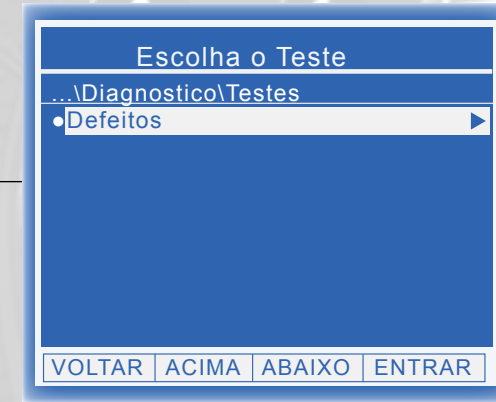 Escolha o Teste
...\Diagnostico\Testes
●Defeitos
VOLTAR ACIMA ABAIXO ENTRAR